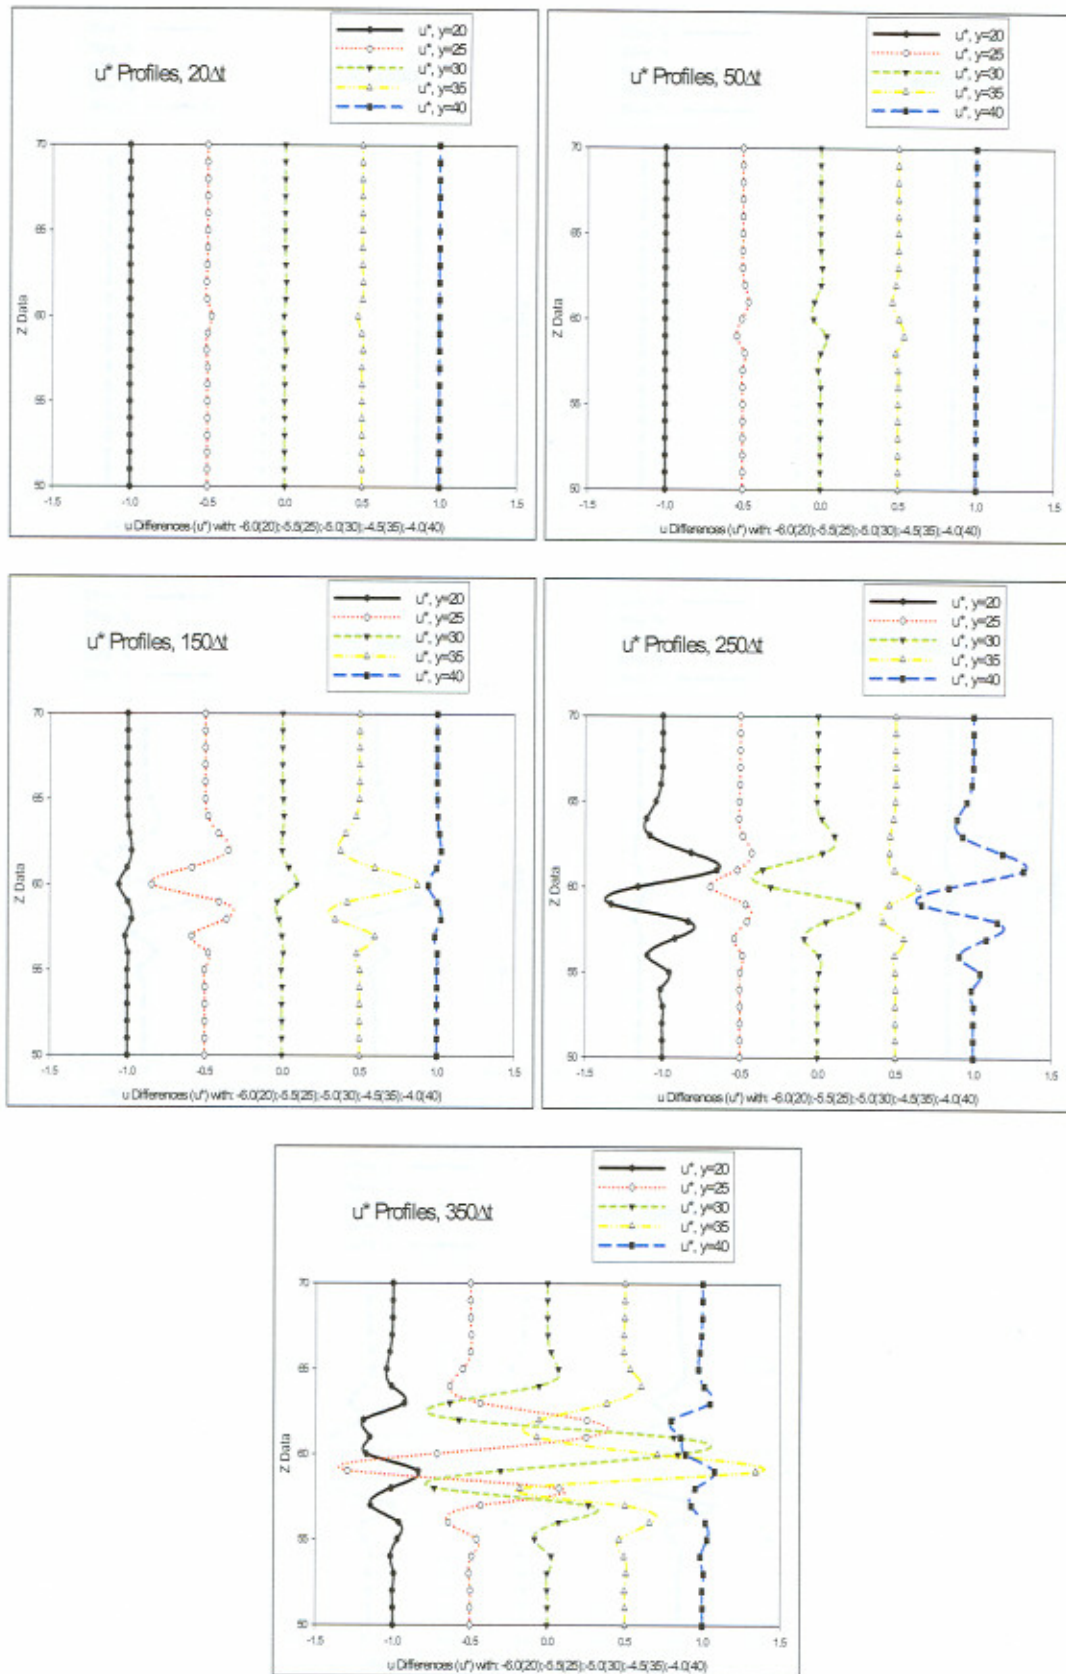 u* Profiles, 20Δt
u*, y=20
u*, y=25
u*, y=30
u*, y=35
u*, y=40
Z Data
70
65
60
55
50
-1.5 -1.0 -0.5 0.0 0.5 1.0 1.5
u Differences (u*) with: -6.0(20);-5.5(25);-5.0(30);-4.5(35);-4.0(40)
u* Profiles, 50Δt
u*, y=20
u*, y=25
u*, y=30
u*, y=35
u*, y=40
Z Data
70
65
60
55
50
-1.5 -1.0 -0.5 0.0 0.5 1.0 1.5
u Differences (u*) with: -6.0(20);-5.5(25);-5.0(30);-4.5(35);-4.0(40)
u* Profiles, 150Δt
u*, y=20
u*, y=25
u*, y=30
u*, y=35
u*, y=40
Z Data
70
65
60
55
50
-1.5 -1.0 -0.5 0.0 0.5 1.0 1.5
u Differences (u*) with: -6.0(20);-5.5(25);-5.0(30);-4.5(35);-4.0(40)
u* Profiles, 250Δt
u*, y=20
u*, y=25
u*, y=30
u*, y=35
u*, y=40
Z Data
70
65
60
55
50
-1.5 -1.0 -0.5 0.0 0.5 1.0 1.5
u Differences (u*) with: -6.0(20);-5.5(25);-5.0(30);-4.5(35);-4.0(40)
u* Profiles, 350Δt
u*, y=20
u*, y=25
u*, y=30
u*, y=35
u*, y=40
Z Data
70
65
60
55
50
-1.5 -1.0 -0.5 0.0 0.5 1.0 1.5
u Differences (u*) with: -6.0(20);-5.5(25);-5.0(30);-4.5(35);-4.0(40)